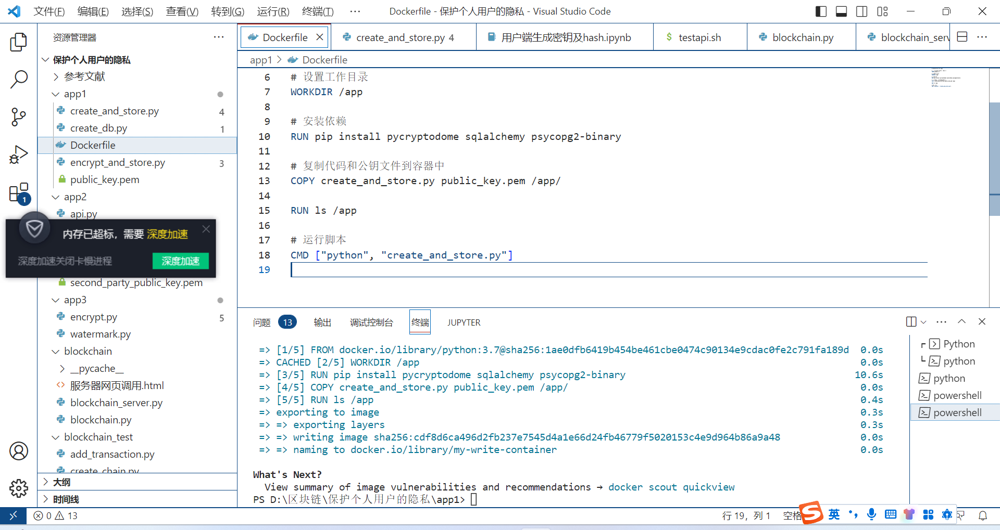 文件(F) 编辑(E) 选择(S) 查看(V) 转到(G) 运行(R) 终端(T) ··· Dockerfile - 保护个人用户的隐私 - Visual Studio Code
资源管理器 ···
保护个人用户的隐私
参考文献
app1
create_and_store.py 4
create_db.py 1
Dockerfile
encrypt_and_store.py 3
public_key.pem
app2
api.py
1
内存已超标，需要 深度加速
深度加速关闭卡慢进程 深度加速
second_party_public_key.pem
app3
encrypt.py 5
watermark.py
blockchain
__pycache__
服务器网页调用.html
blockchain_server.py
blockchain.py
blockchain_test
add_transaction.py
create_chain.py
大纲
时间线
Dockerfile create_and_store.py 4 用户端生成密钥及hash.ipynb $ testapi.sh blockchain.py blockchain_serv ···
app1 > Dockerfile
6 # 设置工作目录
7 WORKDIR /app
8
9 # 安装依赖
10 RUN pip install pycryptodome sqlalchemy psycopg2-binary
11
12 # 复制代码和公钥文件到容器中
13 COPY create_and_store.py public_key.pem /app/
14
15 RUN ls /app
16
17 # 运行脚本
18 CMD ["python", "create_and_store.py"]
19
问题 13 输出 调试控制台 终端 JUPYTER ···
=> [1/5] FROM docker.io/library/python:3.7@sha256:1ae0dfb6419b454be461cbe0474c90134e9cdac0fe2c791fa189d 0.0s
=> CACHED [2/5] WORKDIR /app 0.0s
=> [3/5] RUN pip install pycryptodome sqlalchemy psycopg2-binary 10.6s
=> [4/5] COPY create_and_store.py public_key.pem /app/ 0.0s
=> [5/5] RUN ls /app 0.4s
=> exporting to image 0.3s
=> => exporting layers 0.3s
=> => writing image sha256:cdf8d6ca496d2fb237e7545d4a1e66d24fb46779f5020153c4e9d964b86a9a48 0.0s
=> => naming to docker.io/library/my-write-container 0.0s
What's Next?
View summary of image vulnerabilities and recommendations → docker scout quickview
PS D:\区块链\保护个人用户的隐私\app1>
Python
python
python
powershell
powershell
0 13 行 19，列 1 空格 英